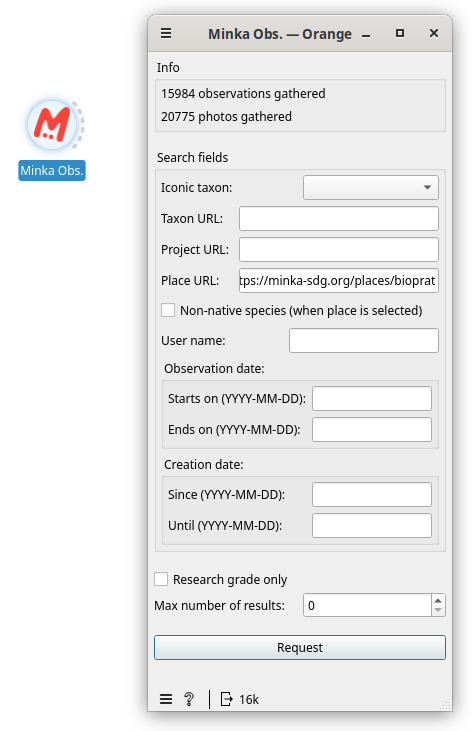 Minka Obs. — Orange
Info
15984 observations gathered
20775 photos gathered
Minka Obs.
Search fields
Iconic taxon:
Taxon URL:
Project URL:
Place URL: tps://minka-sdg.org/places/bioprat
Non-native species (when place is selected)
User name:
Observation date:
Starts on (YYYY-MM-DD):
Ends on (YYYY-MM-DD):
Creation date:
Since (YYYY-MM-DD):
Until (YYYY-MM-DD):
Research grade only
Max number of results: 0
Request
? 16k